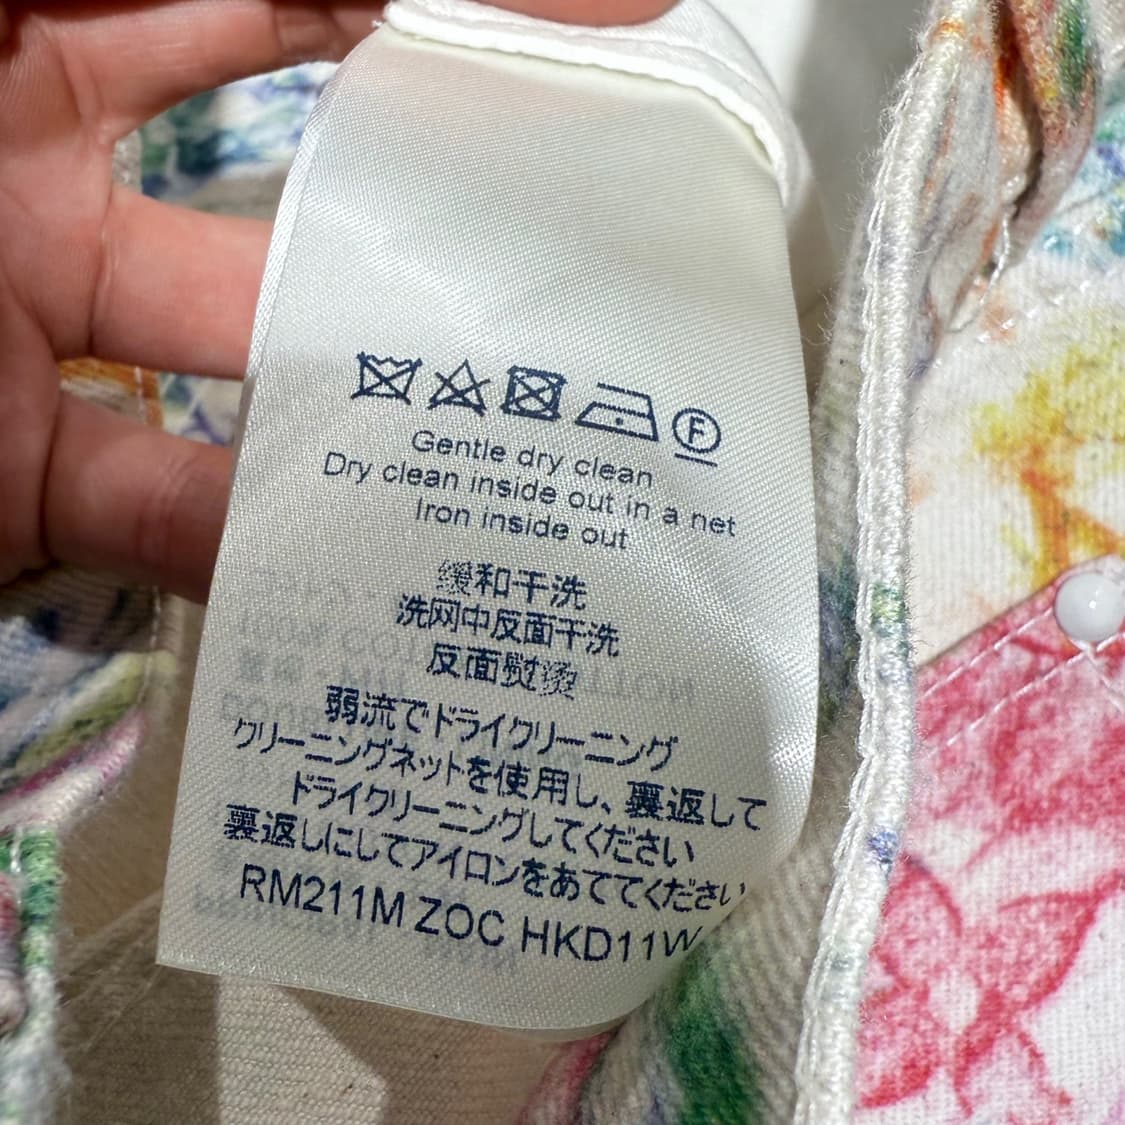 F
Gentle dry clean
Dry clean inside out in a net
Iron inside out
缓和干洗
洗网中反面干洗
反面熨烫
弱流でドライクリーニング
クリーニングネットを使用し、裏返して
ドライクリーニングしてください
裏返しにしてアイロンをあててください
RM211M ZOC HKD11W